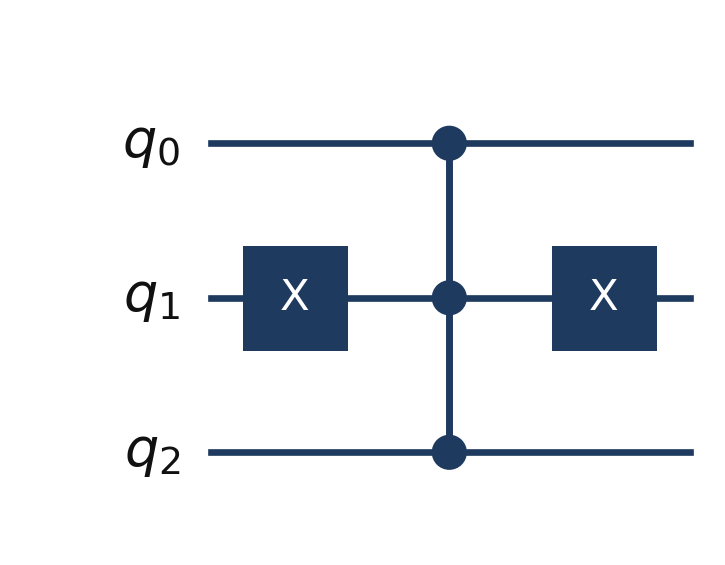 q₀
q₁ X X
q₂